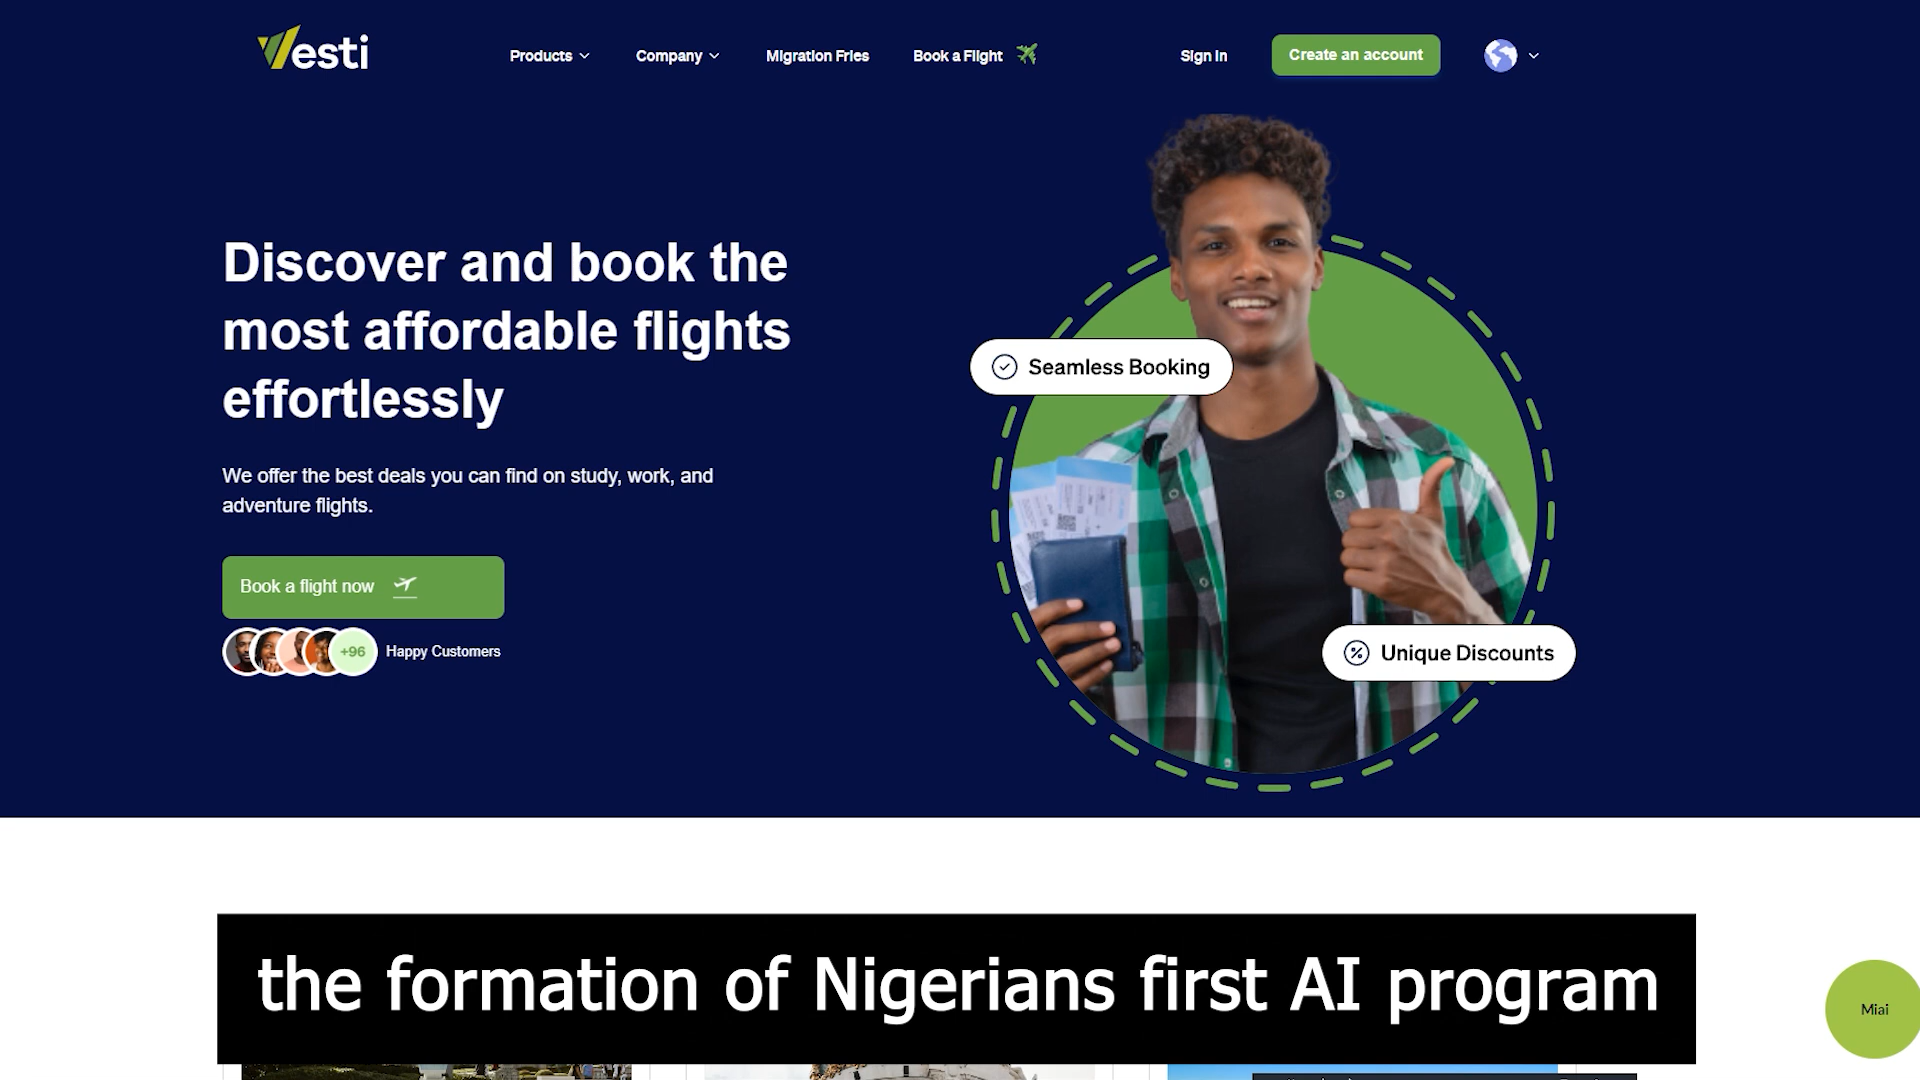 Vesti
Products
Company
Migration Fries
Book a Flight
Sign In
Create an account
Discover and book the
most affordable flights
effortlessly
We offer the best deals you can find on study, work, and
adventure flights.
Book a flight now
+96
Happy Customers
Seamless Booking
Unique Discounts
the formation of Nigerians first AI program
Miai